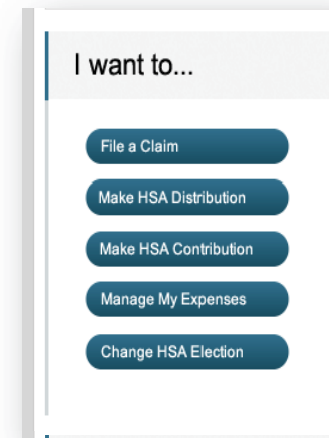 I want to...
File a Claim
Make HSA Distribution
Make HSA Contribution
Manage My Expenses
Change HSA Election